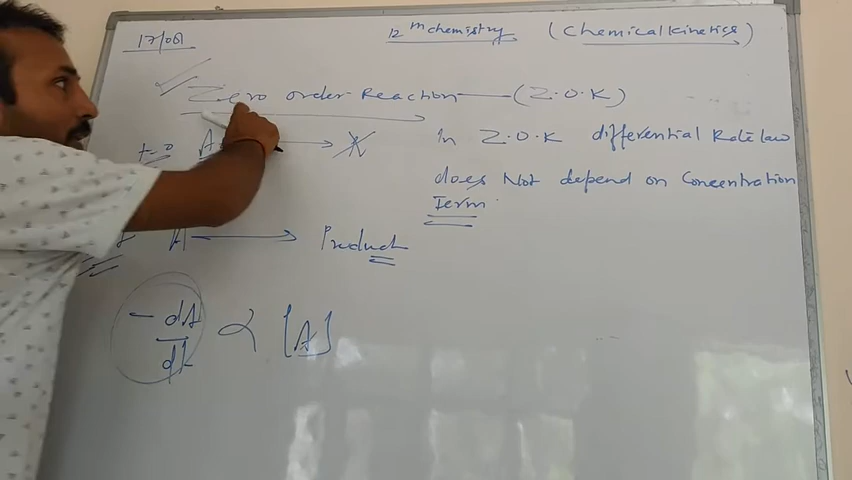 17/06 12th chemistry (Chemical kinetics)
Zero order Reaction — (Z.O.K)
t=0 A → X
In Z.O.K differential Rate law
does Not depend on Concentration
Term.
A → Product
- dA/dt ∝ [A]